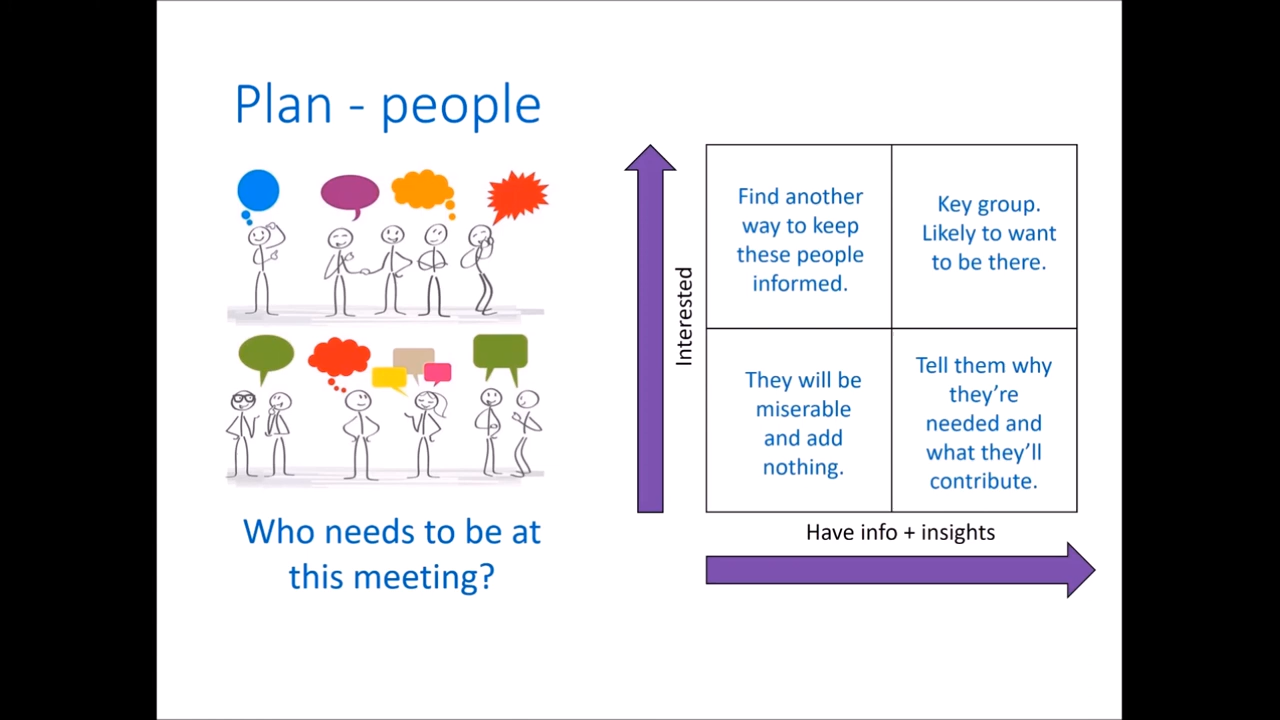 Plan - people
Who needs to be at
this meeting?
Interested
Find another
way to keep
these people
informed.
Key group.
Likely to want
to be there.
They will be
miserable
and add
nothing.
Tell them why
they’re
needed and
what they’ll
contribute.
Have info + insights